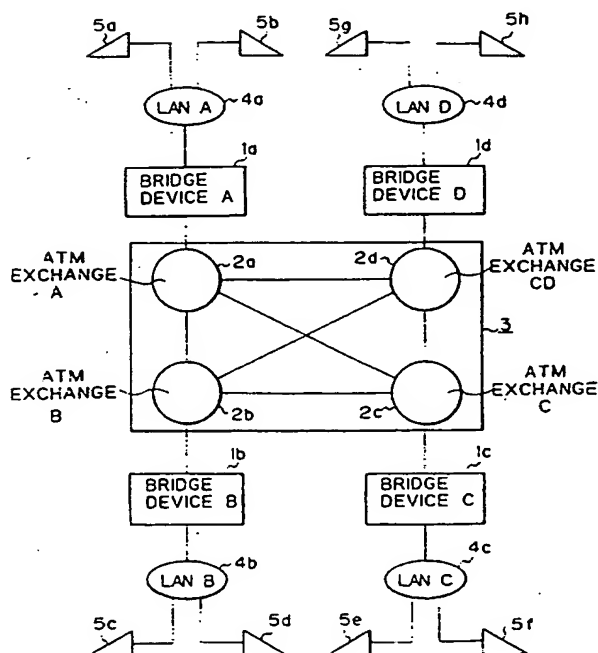 5a
5b
5g
5h
LAN A
4a
LAN D
4d
1a
BRIDGE
DEVICE A
1d
BRIDGE
DEVICE D
ATM
EXCHANGE
A
2a
2d
ATM
EXCHANGE
CD
3
ATM
EXCHANGE
B
2b
2c
ATM
EXCHANGE
C
1b
BRIDGE
DEVICE B
1c
BRIDGE
DEVICE C
LAN B
4b
LAN C
4c
5c
5d
5e
5f